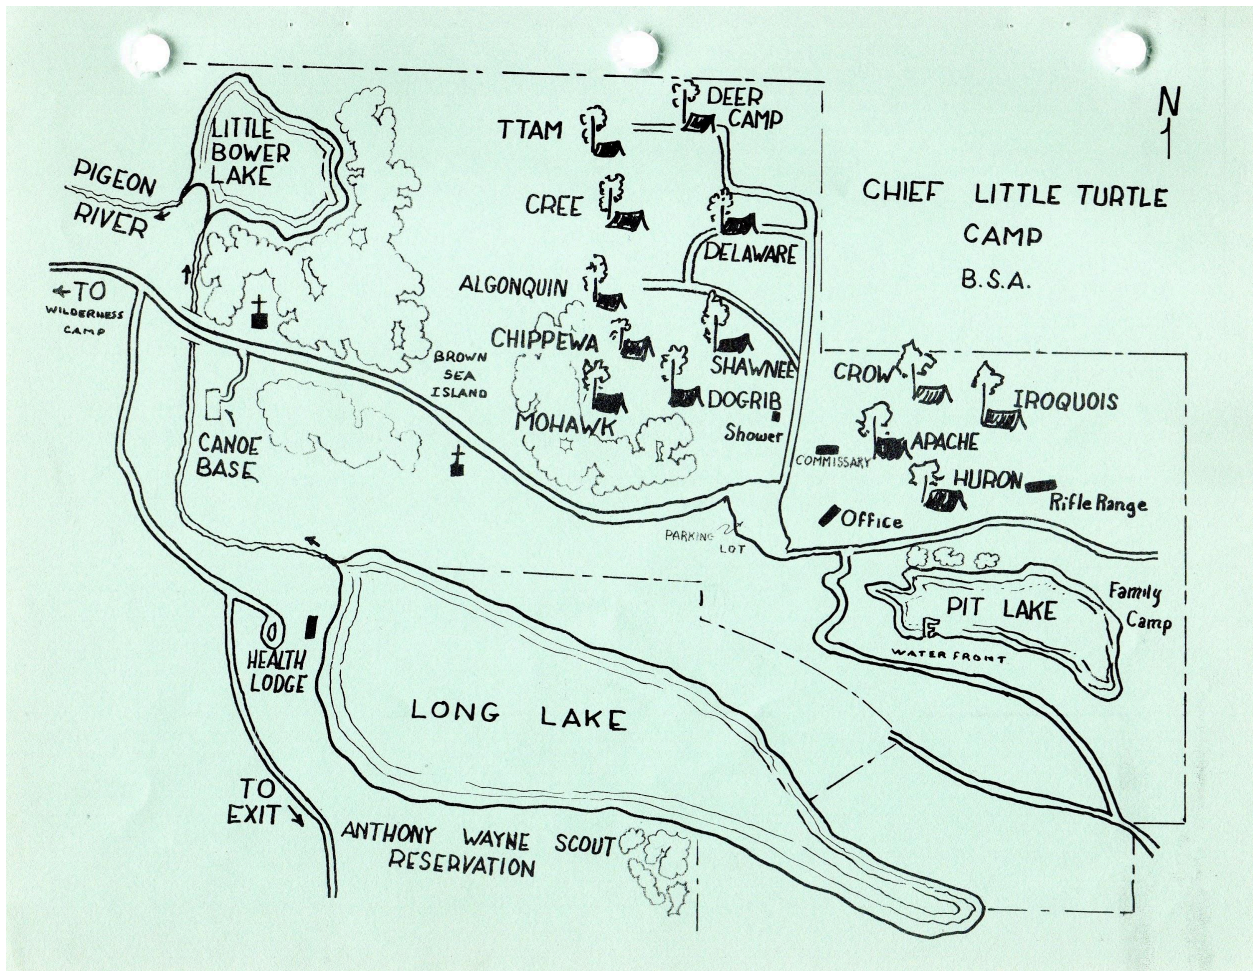 N
CHIEF LITTLE TURTLE
CAMP
B.S.A.
LITTLE
BOWER
LAKE
PIGEON
RIVER
TTAM
DEER
CAMP
CREE
DELAWARE
ALGONQUIN
TO
WILDERNESS
CAMP
CHIPPEWA
SHAWNEE
BROWN
SEA
ISLAND
MOHAWK
DOGRIB
Shower
CROW
IROQUOIS
APACHE
COMMISSARY
HURON
Rifle Range
Office
CANOE
BASE
PARKING
LOT
PIT LAKE
Family
Camp
WATER FRONT
HEALTH
LODGE
LONG LAKE
TO
EXIT
ANTHONY WAYNE SCOUT
RESERVATION